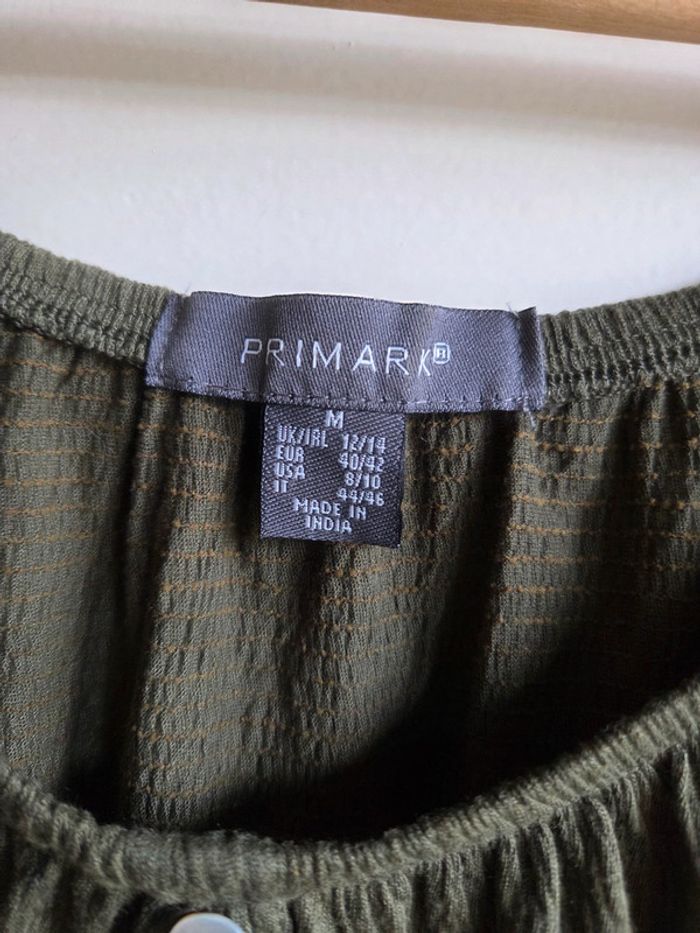 PRIMARK®
M
UK/IRL 12/14
EUR 40/42
USA 8/10
IT 44/46
MADE IN
INDIA